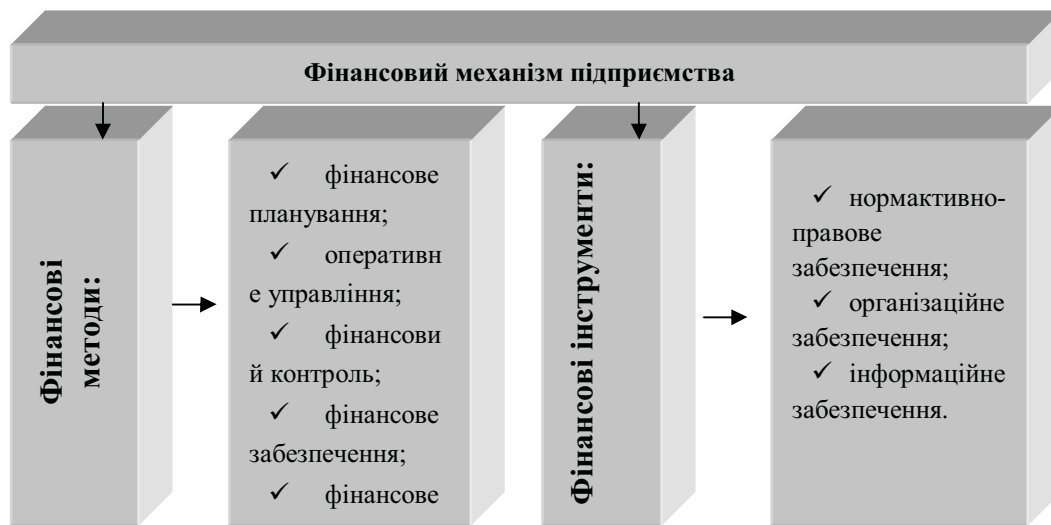 Фінансовий механізм підприємства
Фінансові
методи:
✓ фінансове
планування;
✓ оперативн
е управління;
✓ фінансови
й контроль;
✓ фінансове
забезпечення;
✓ фінансове
Фінансові інструменти:
✓ нормактивно-
правове
забезпечення;
✓ організаційне
забезпечення;
✓ інформаційне
забезпечення.